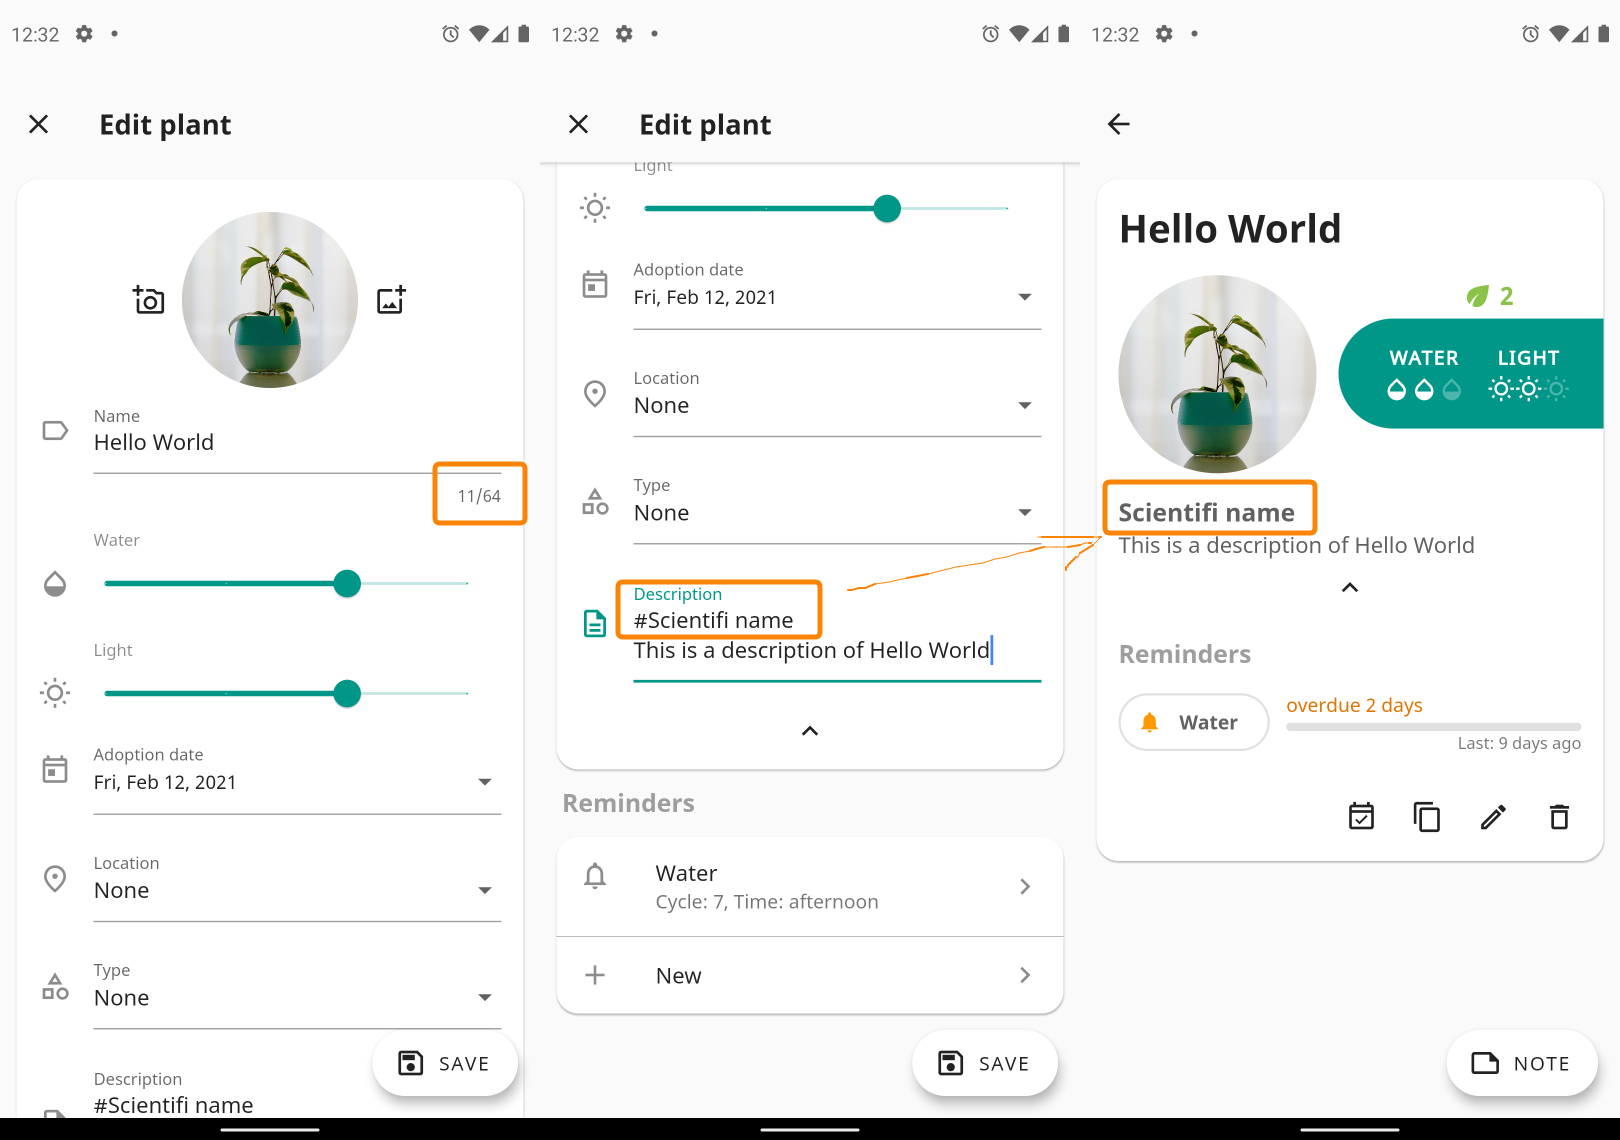 12:32
Edit plant
Name
Hello World
11/64
Water
Light
Adoption date
Fri, Feb 12, 2021
Location
None
Type
None
Description
#Scientifi name
SAVE
12:32
Edit plant
Light
Adoption date
Fri, Feb 12, 2021
Location
None
Type
None
Description
#Scientifi name
This is a description of Hello World
Reminders
Water
Cycle: 7, Time: afternoon
New
SAVE
12:32
Hello World
2
WATER LIGHT
Scientifi name
This is a description of Hello World
Reminders
Water
overdue 2 days
Last: 9 days ago
NOTE